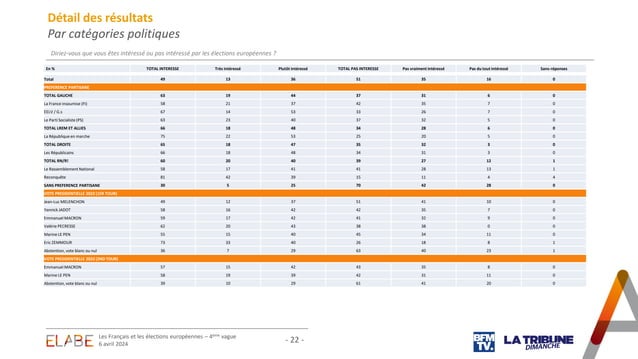 Détail des résultats
Par catégories politiques
Diriez-vous que vous êtes intéressé ou pas intéressé par les élections européennes ?
En % TOTAL INTERESSE Très intéressé Plutôt intéressé TOTAL PAS INTERESSE Pas vraiment intéressé Pas du tout intéressé Sans réponses
Total 49 13 36 51 35 16 0
PREFERENCE PARTISANE
TOTAL GAUCHE 63 19 44 37 31 6 0
La France insoumise (FI) 58 21 37 42 35 7 0
EELV / G.s 67 14 53 33 26 7 0
Le Parti Socialiste (PS) 63 23 40 37 32 5 0
TOTAL LREM ET ALLIES 66 18 48 34 28 6 0
La République en marche 75 22 53 25 20 5 0
TOTAL DROITE 65 18 47 35 32 3 0
Les Républicains 66 18 48 34 31 3 0
TOTAL RN/R! 60 20 40 39 27 12 1
Le Rassemblement National 58 17 41 41 28 13 1
Reconquête 81 42 39 15 11 4 4
SANS PREFERENCE PARTISANE 30 5 25 70 42 28 0
VOTE PRESIDENTIELLE 2022 (1ER TOUR)
Jean-Luc MELENCHON 49 12 37 51 41 10 0
Yannick JADOT 58 16 42 42 35 7 0
Emmanuel MACRON 59 17 42 41 32 9 0
Valérie PECRESSE 62 20 43 38 38 0 0
Marine LE PEN 55 15 40 45 34 11 0
Eric ZEMMOUR 73 33 40 26 18 8 1
Abstention, vote blanc ou nul 36 7 29 63 40 23 1
VOTE PRESIDENTIELLE 2022 (2ND TOUR)
Emmanuel MACRON 57 15 42 43 35 8 0
Marine LE PEN 58 19 39 42 31 11 0
Abstention, vote blanc ou nul 39 10 29 61 41 20 0
ELABE
Les Français et les élections européennes – 4ème vague
6 avril 2024
- 22 -
BFM
TV.
LA TRIBUNE
DIMANCHE